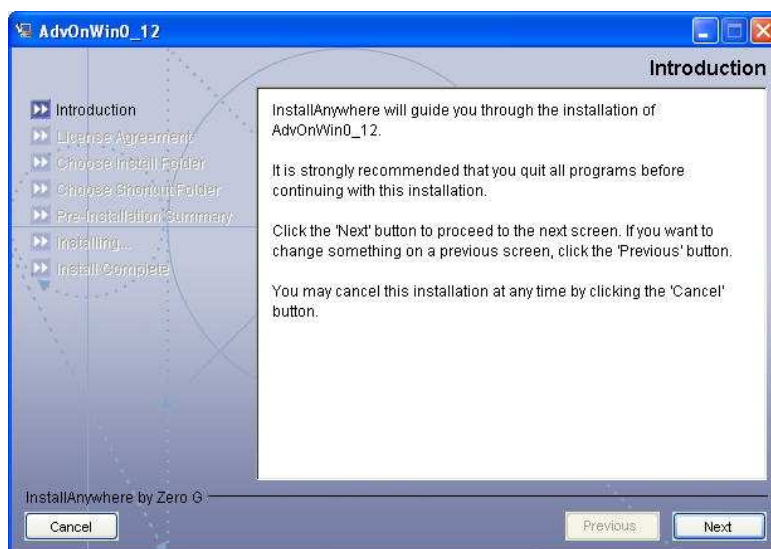 AdvOnWin0_12
Introduction
Introduction
License Agreement
Choose Install Folder
Choose Shortcut Folder
Pre-Installation Summary
Installing...
Install Complete
InstallAnywhere will guide you through the installation of
AdvOnWin0_12.
It is strongly recommended that you quit all programs before
continuing with this installation.
Click the 'Next' button to proceed to the next screen. If you want to
change something on a previous screen, click the 'Previous' button.
You may cancel this installation at any time by clicking the 'Cancel'
button.
InstallAnywhere by Zero G
Cancel
Previous
Next